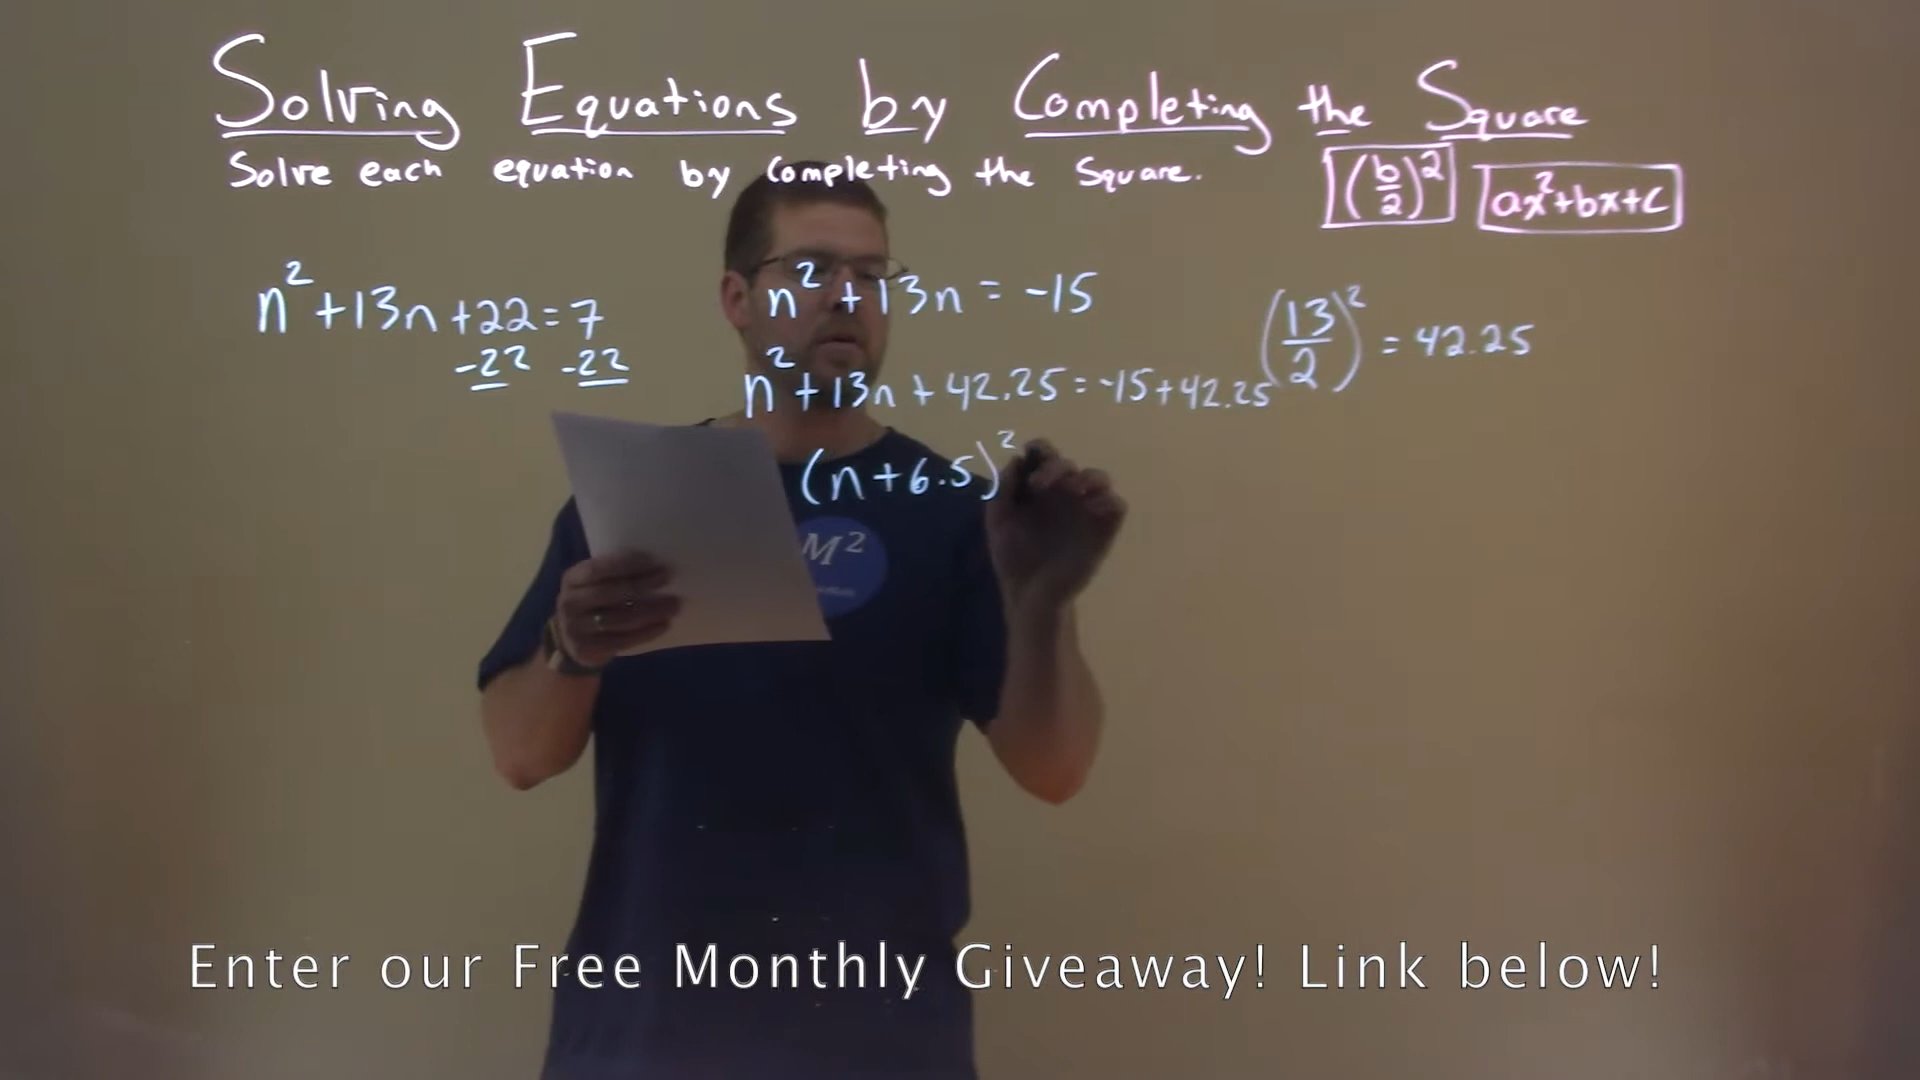 Solving Equations by Completing the Square
Solve each equation by Completing the Square.
(b/2)² ax²+bx+c
n²+13n+22=7
-22 -22
n²+13n=-15
(13/2)²=42.25
n²+13n+42.25=-15+42.25
(n+6.5)²
M²
Enter our Free Monthly Giveaway! Link below!